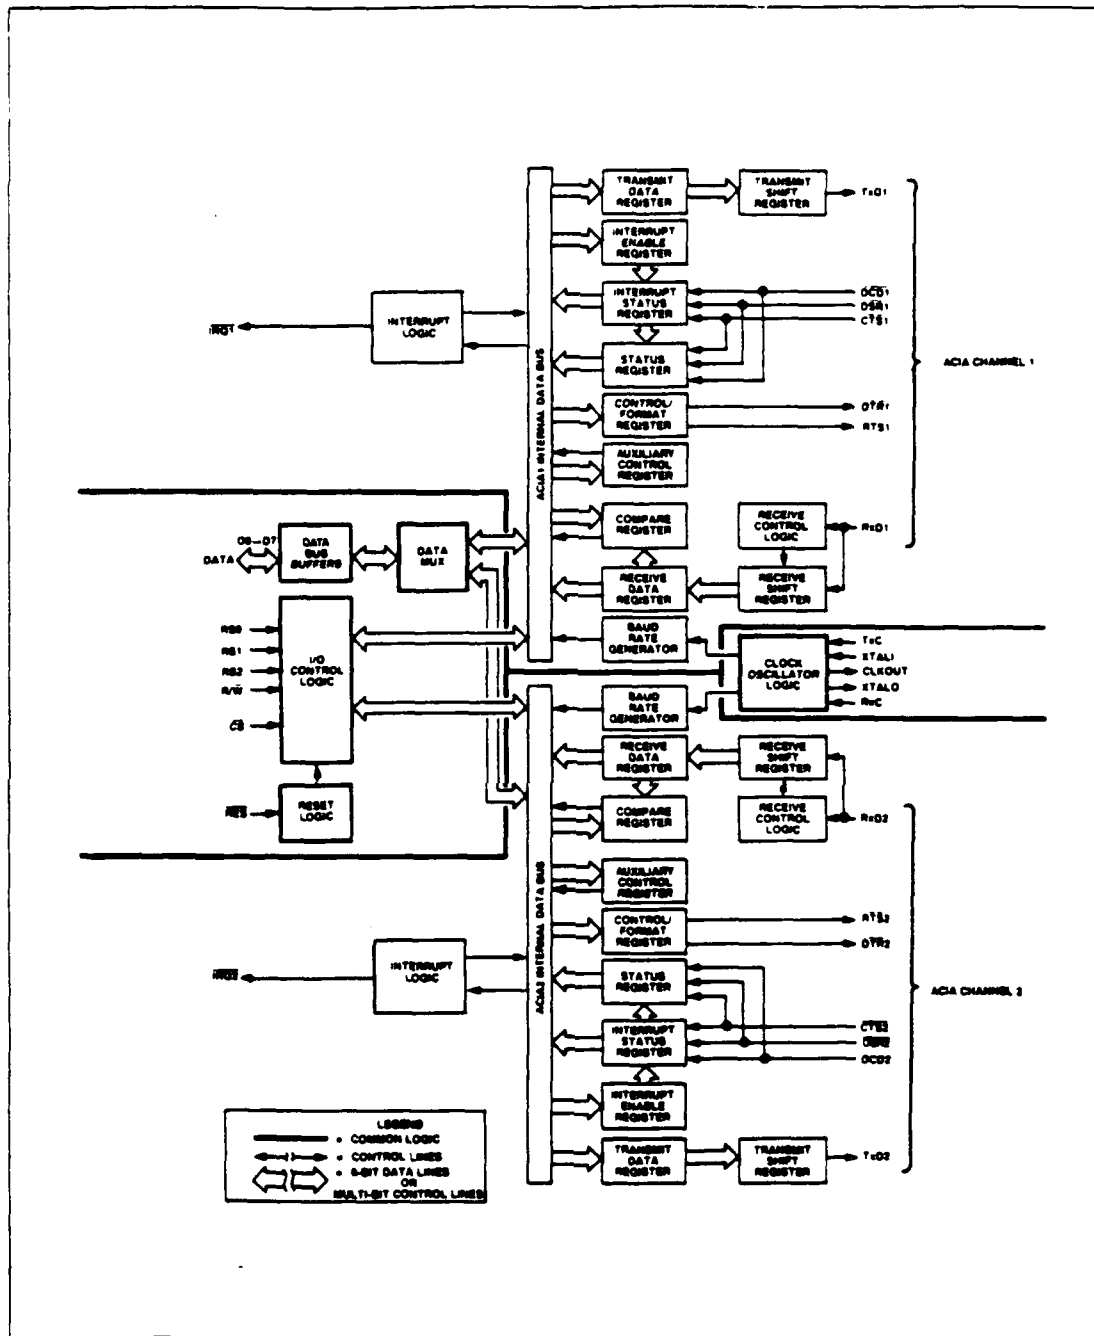 TRANSMIT
DATA
REGISTER
TRANSMIT
SHIFT
REGISTER
TxD1
INTERRUPT
ENABLE
REGISTER
INTERRUPT
STATUS
REGISTER
DCD1
DSR1
CTS1
INTERRUPT
LOGIC
IRQ1
STATUS
REGISTER
ACIA CHANNEL 1
CONTROL/
FORMAT
REGISTER
DTR1
RTS1
ACIA1 INTERNAL DATA BUS
AUXILIARY
CONTROL
REGISTER
COMPARE
REGISTER
RECEIVE
CONTROL
LOGIC
RxD1
D0–D7
DATA
DATA
BUS
BUFFERS
DATA
MUX
RECEIVE
DATA
REGISTER
RECEIVE
SHIFT
REGISTER
BAUD
RATE
GENERATOR
CLOCK
OSCILLATOR
LOGIC
TxC
XTALI
CLKOUT
XTALO
RxC
RS0
RS1
RS2
R/W
CS
I/O
CONTROL
LOGIC
BAUD
RATE
GENERATOR
RECEIVE
DATA
REGISTER
RECEIVE
SHIFT
REGISTER
RES
RESET
LOGIC
COMPARE
REGISTER
RECEIVE
CONTROL
LOGIC
RxD2
ACIA2 INTERNAL DATA BUS
AUXILIARY
CONTROL
REGISTER
CONTROL/
FORMAT
REGISTER
RTS2
DTR2
INTERRUPT
LOGIC
IRQ2
STATUS
REGISTER
ACIA CHANNEL 2
INTERRUPT
STATUS
REGISTER
CTS2
DSR2
DCD2
INTERRUPT
ENABLE
REGISTER
TRANSMIT
DATA
REGISTER
TRANSMIT
SHIFT
REGISTER
TxD2
LEGEND
= COMMON LOGIC
= CONTROL LINES
= 8-BIT DATA LINES
OR
MULTI-BIT CONTROL LINES